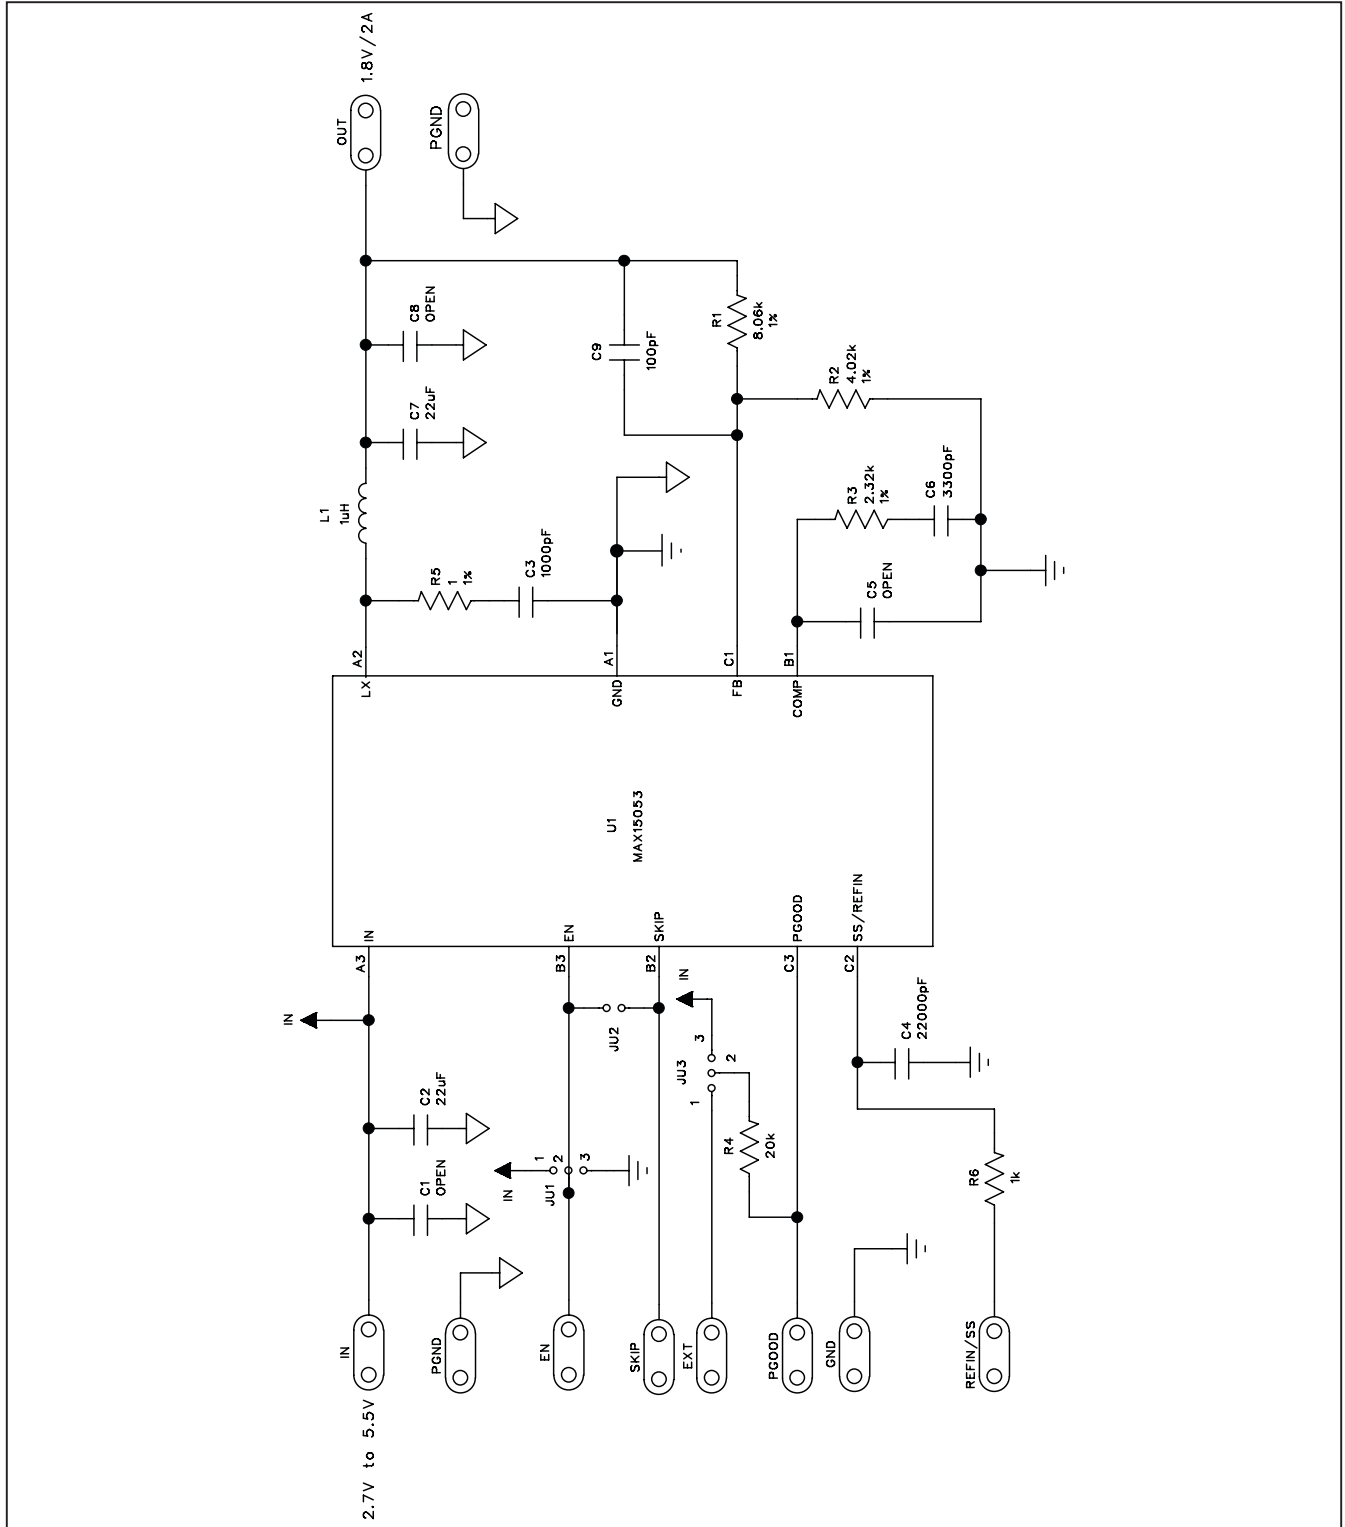 2.7V to 5.5V
IN
PGND
EN
SKIP
EXT
PGOOD
GND
REFIN/SS
C1
OPEN
C2
22uF
IN
IN
JU1
1
2
3
JU2
IN
JU3
1
2
3
R4
20k
R6
1k
C4
22000pF
A3
B3
B2
C3
C2
IN
EN
SKIP
PGOOD
SS/REFIN
U1
MAX15053
LX
GND
FB
COMP
A2
A1
C1
B1
R5
1
1%
C3
1000pF
L1
1uH
C7
22uF
C8
OPEN
C9
100pF
R1
8.06k
1%
R2
4.02k
1%
R3
2.32k
1%
C6
3300pF
C5
OPEN
OUT
1.8V/2A
PGND